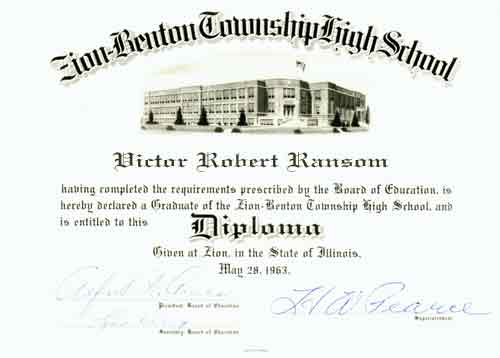 Zion-Benton Township High School
Victor Robert Ransom
having completed the requirements prescribed by the Board of Education, is
hereby declared a Graduate of the Zion-Benton Township High School, and
is entitled to this Diploma
Given at Zion, in the State of Illinois,
May 28, 1963.
President Board of Education
H W Pearce
Superintendent
Secretary Board of Education